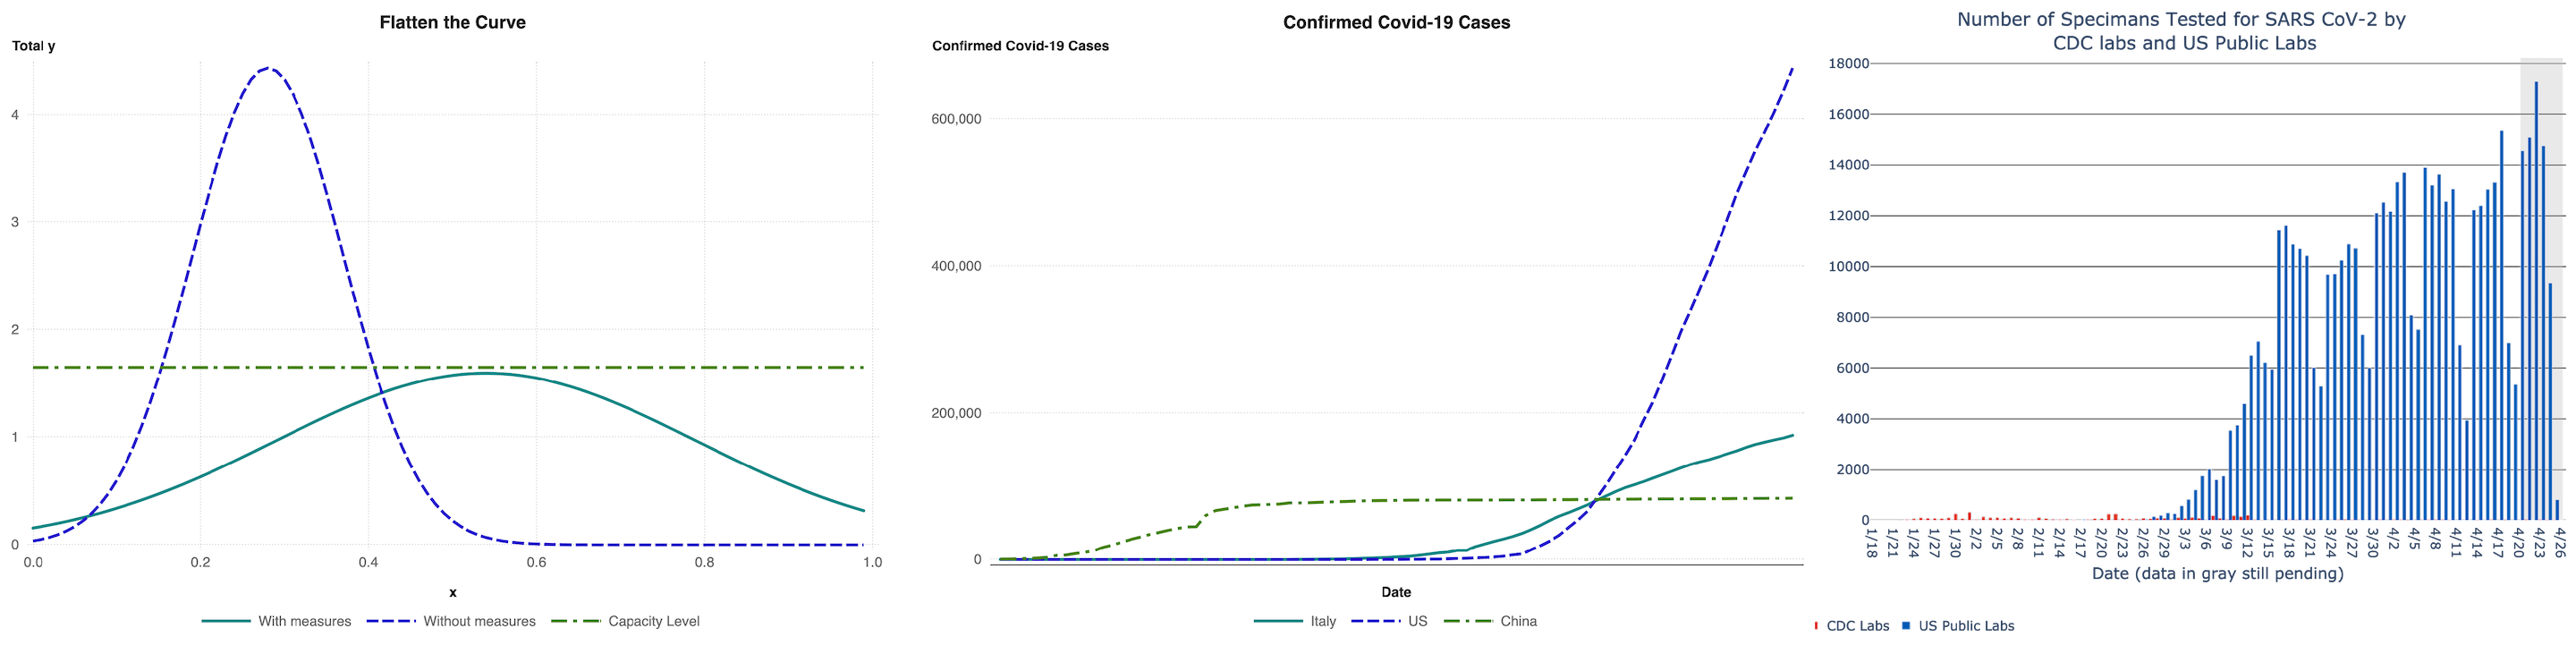 Flatten the Curve
Total y
4
3
2
1
0
0.0 0.2 0.4 0.6 0.8 1.0
x
With measures Without measures Capacity Level
Confirmed Covid-19 Cases
Confirmed Covid-19 Cases
600,000
400,000
200,000
0
Date
Italy US China
Number of Specimans Tested for SARS CoV-2 by
CDC labs and US Public Labs
18000
16000
14000
12000
10000
8000
6000
4000
2000
0
1/18 1/21 1/24 1/27 1/30 2/2 2/5 2/8 2/11 2/14 2/17 2/20 2/23 2/26 2/29 3/3 3/6 3/9 3/12 3/15 3/18 3/21 3/24 3/27 3/30 4/2 4/5 4/8 4/11 4/14 4/17 4/20 4/23 4/26
Date (data in gray still pending)
CDC Labs US Public Labs